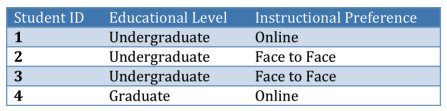 Student ID Educational Level Instructional Preference
1 Undergraduate Online
2 Undergraduate Face to Face
3 Undergraduate Face to Face
4 Graduate Online